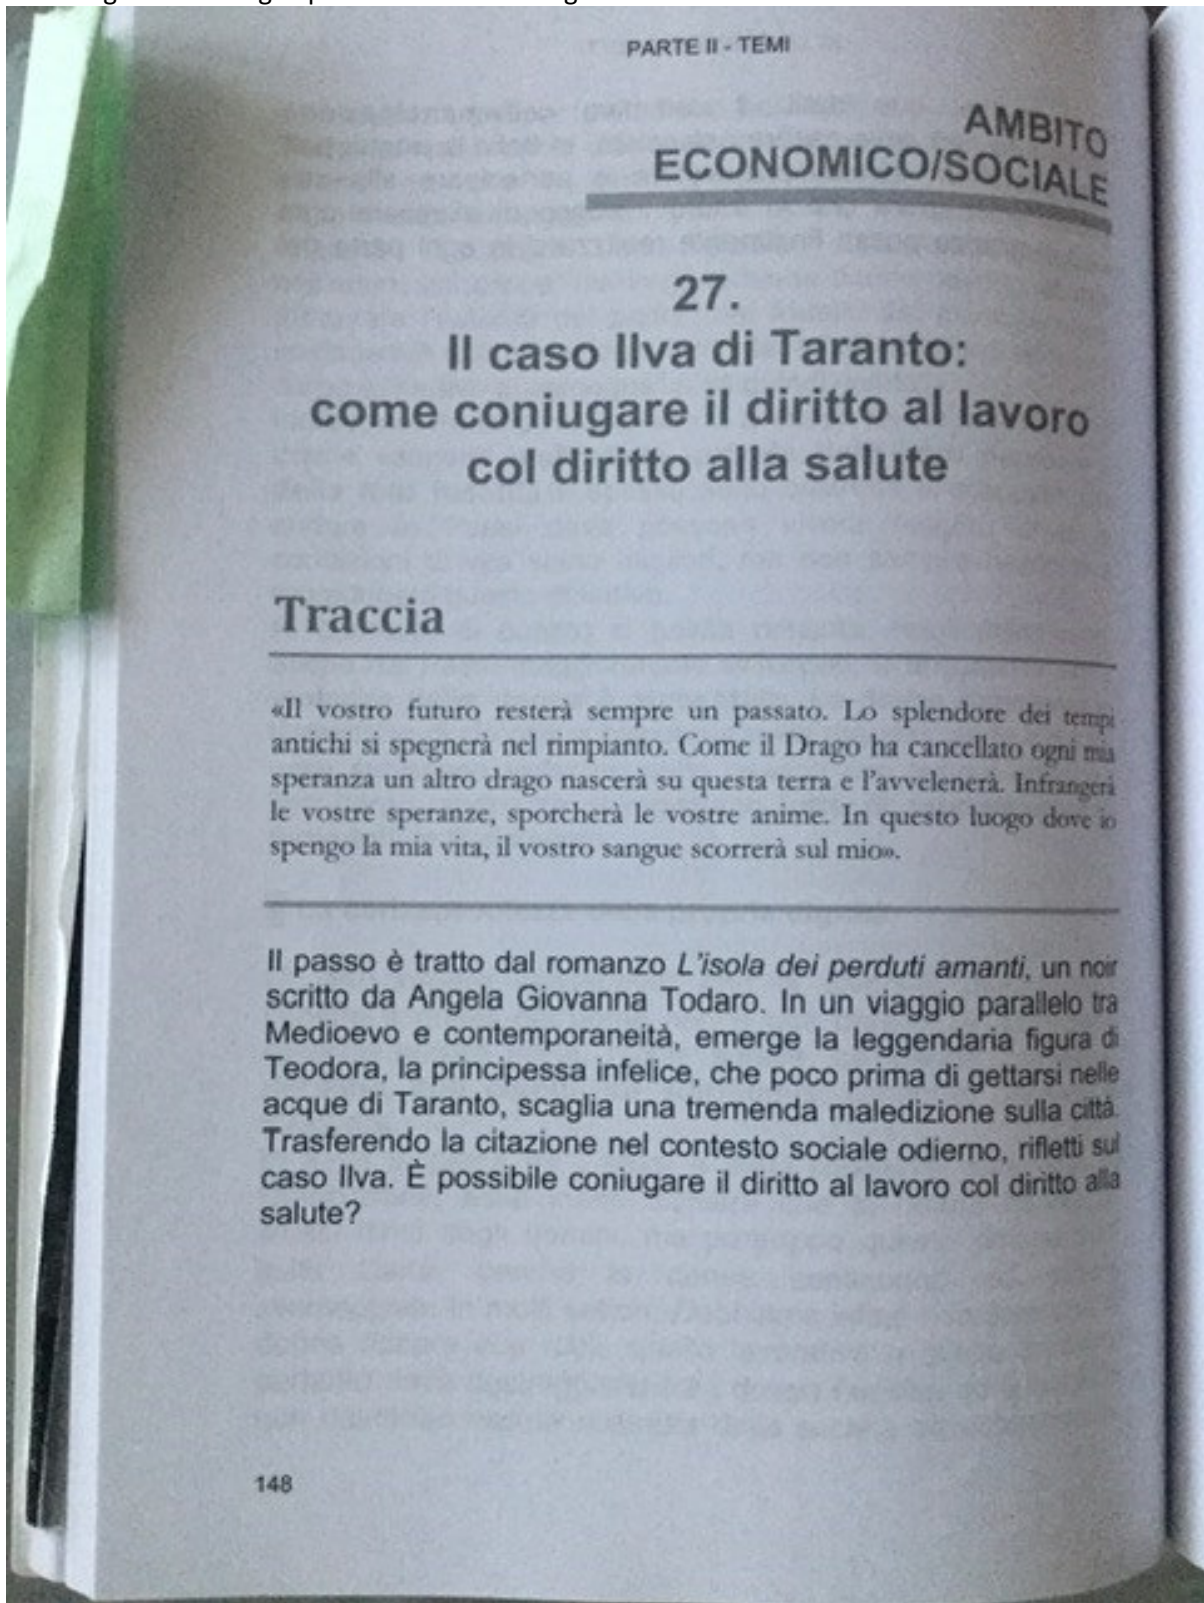 PARTE II - TEMI
AMBITO
ECONOMICO/SOCIALE
27.
Il caso Ilva di Taranto:
come coniugare il diritto al lavoro
col diritto alla salute
Traccia
«Il vostro futuro resterà sempre un passato. Lo splendore dei tempi
antichi si spegnerà nel rimpianto. Come il Drago ha cancellato ogni mia
speranza un altro drago nascerà su questa terra e l'avvelenerà. Infrangerà
le vostre speranze, sporcherà le vostre anime. In questo luogo dove io
spengo la mia vita, il vostro sangue scorrerà sul mio».
Il passo è tratto dal romanzo L'isola dei perduti amanti, un noir
scritto da Angela Giovanna Todaro. In un viaggio parallelo tra
Medioevo e contemporaneità, emerge la leggendaria figura di
Teodora, la principessa infelice, che poco prima di gettarsi nelle
acque di Taranto, scaglia una tremenda maledizione sulla città.
Trasferendo la citazione nel contesto sociale odierno, rifletti sul
caso Ilva. È possibile coniugare il diritto al lavoro col diritto alla
salute?
148